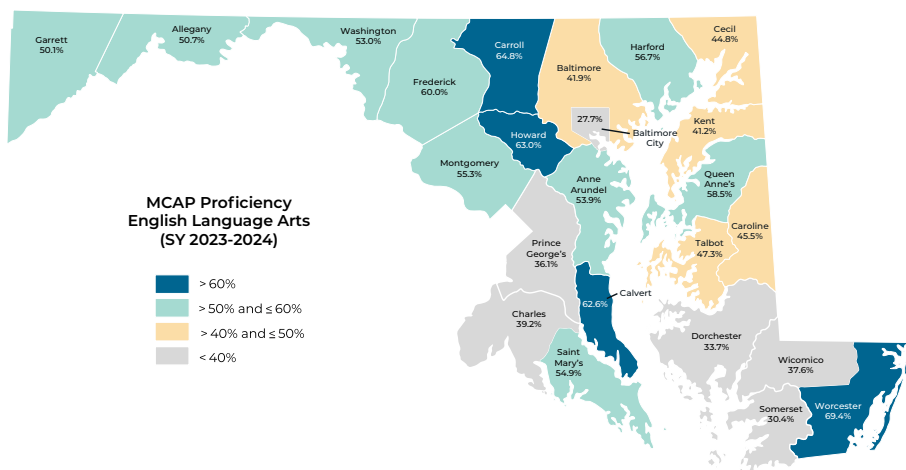 Garrett
50.1%
Allegany
50.7%
Washington
53.0%
Frederick
60.0%
Carroll
64.8%
Baltimore
41.9%
Harford
56.7%
Cecil
44.8%
27.7%
Baltimore
City
Kent
41.2%
Howard
63.0%
Montgomery
55.3%
Anne
Arundel
53.9%
Queen
Anne's
58.5%
Caroline
45.5%
Talbot
47.3%
Prince
George's
36.1%
62.6%
Calvert
Charles
39.2%
Saint
Mary's
54.9%
Dorchester
33.7%
Wicomico
37.6%
Somerset
30.4%
Worcester
69.4%
MCAP Proficiency
English Language Arts
(SY 2023-2024)
> 60%
> 50% and ≤ 60%
> 40% and ≤ 50%
< 40%